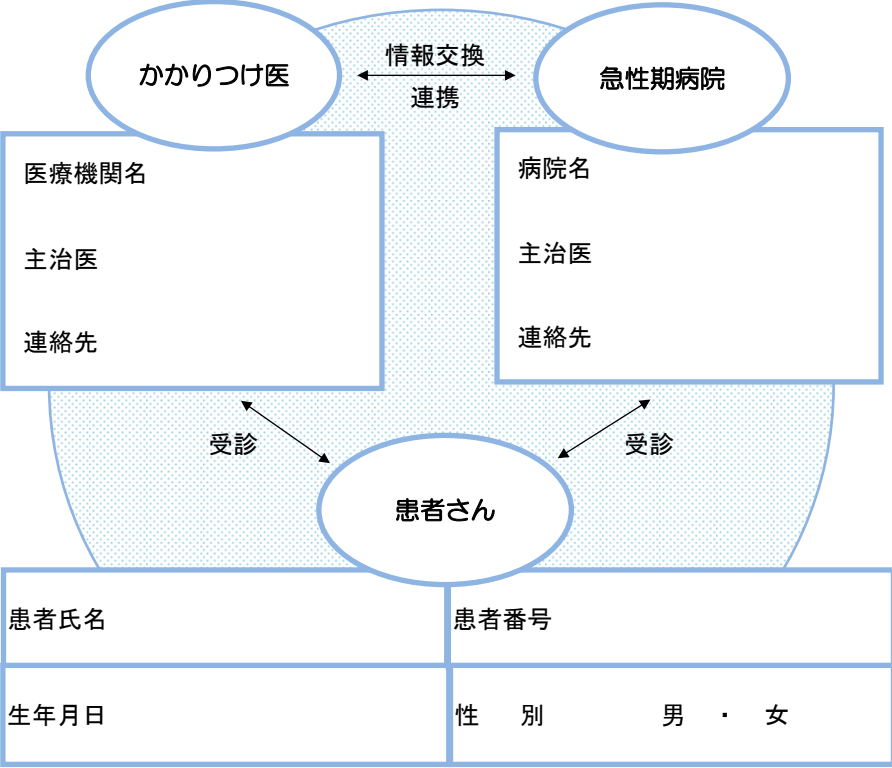 かかりつけ医
情報交換
連携
急性期病院
医療機関名
主治医
連絡先
病院名
主治医
連絡先
受診
受診
患者さん
患者氏名
患者番号
生年月日
性　別　　　男　・　女